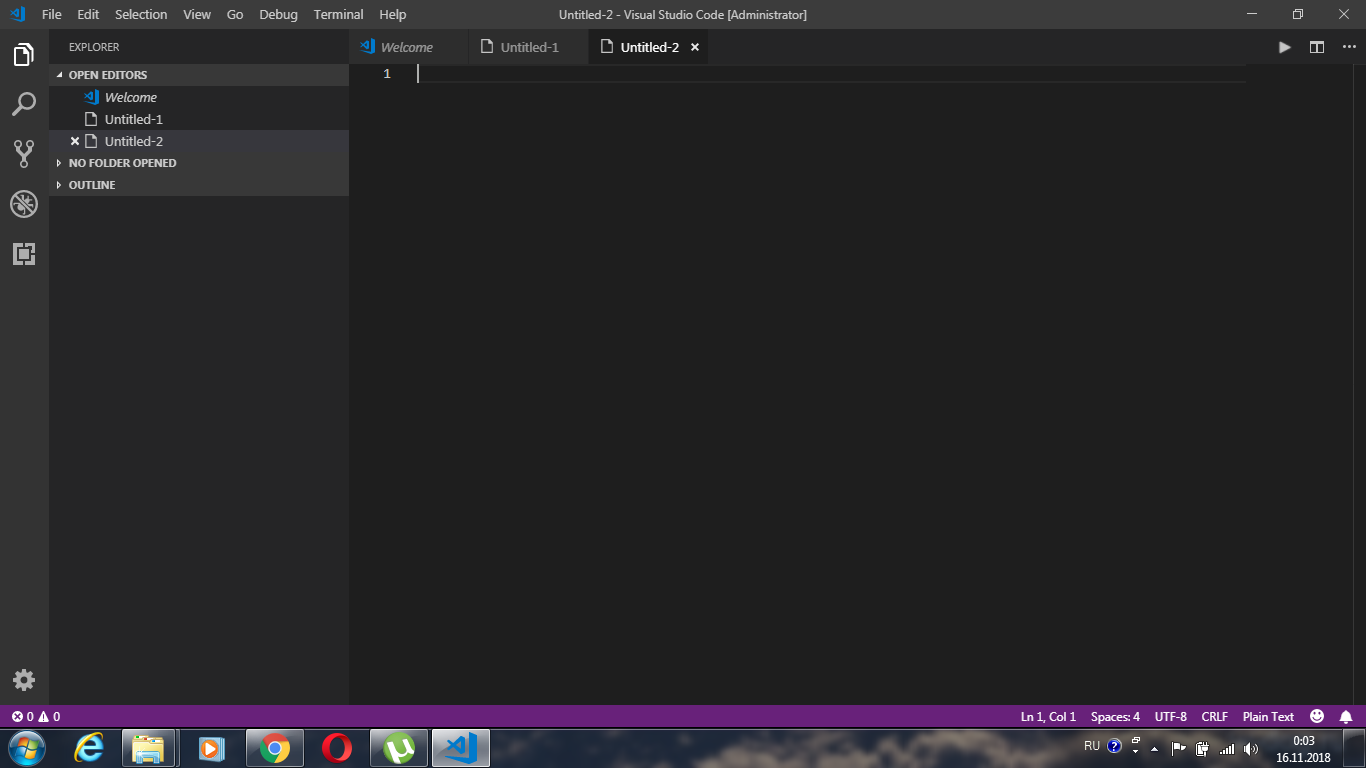 File Edit Selection View Go Debug Terminal Help Untitled-2 - Visual Studio Code [Administrator]
EXPLORER
Welcome Untitled-1 Untitled-2
OPEN EDITORS
Welcome
Untitled-1
Untitled-2
NO FOLDER OPENED
OUTLINE
1
0 0 Ln 1, Col 1 Spaces: 4 UTF-8 CRLF Plain Text
RU 0:03
16.11.2018